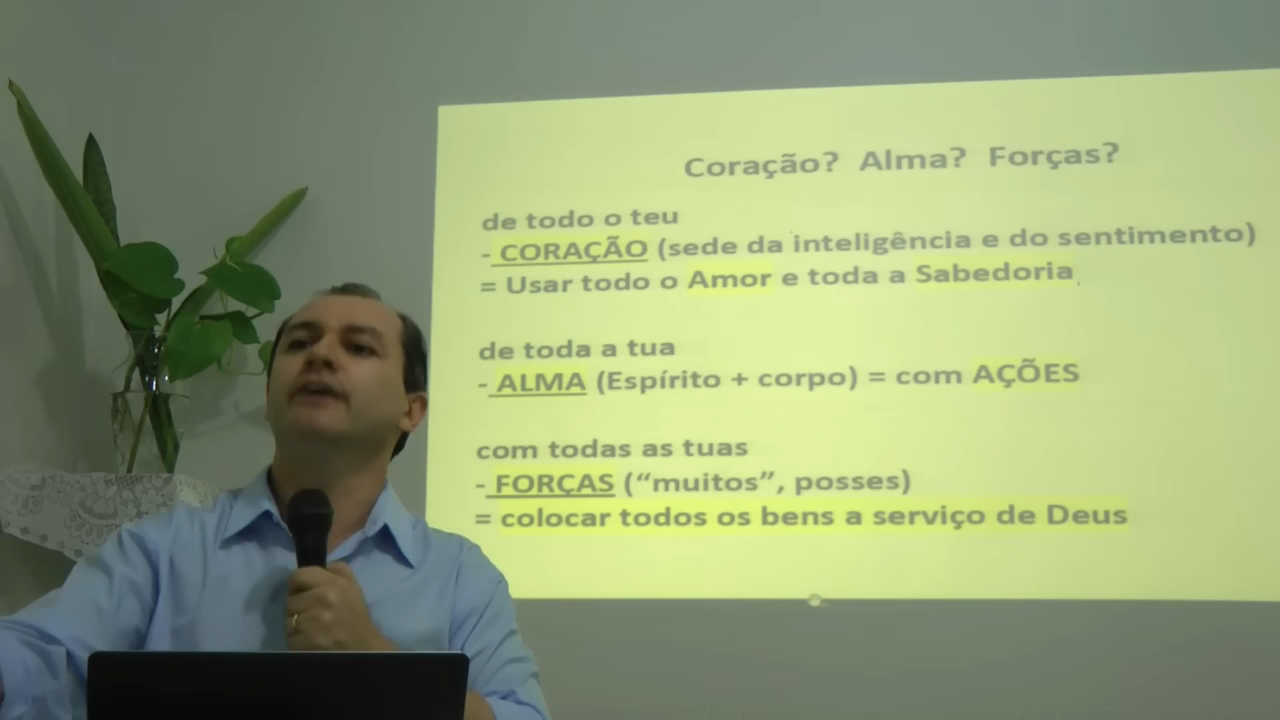 Coração? Alma? Forças?
de todo o teu
- CORAÇÃO (sede da inteligência e do sentimento)
= Usar todo o Amor e toda a Sabedoria
de toda a tua
- ALMA (Espírito + corpo) = com AÇÕES
com todas as tuas
- FORÇAS (“muitos”, posses)
= colocar todos os bens a serviço de Deus